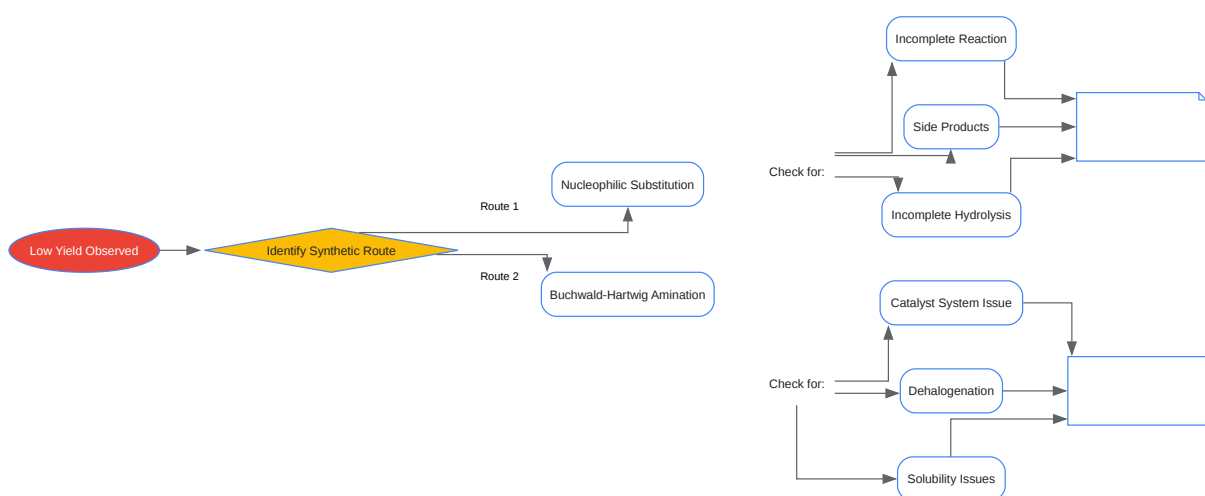 Low Yield Observed
Identify Synthetic Route
Route 1
Nucleophilic Substitution
Route 2
Buchwald-Hartwig Amination
Check for:
Incomplete Reaction
Side Products
Incomplete Hydrolysis
Check for:
Catalyst System Issue
Dehalogenation
Solubility Issues